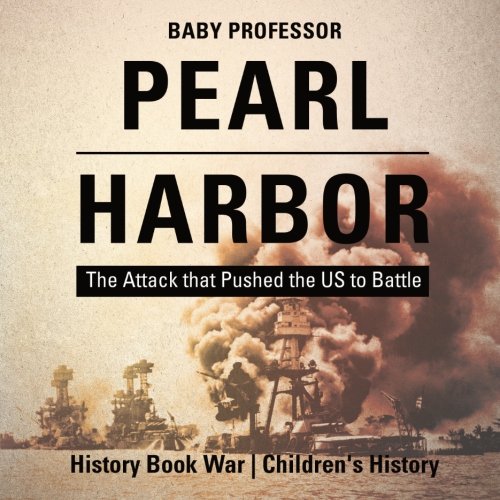 BABY PROFESSOR
PEARL
HARBOR
The Attack that Pushed the US to Battle
History Book War | Children's History